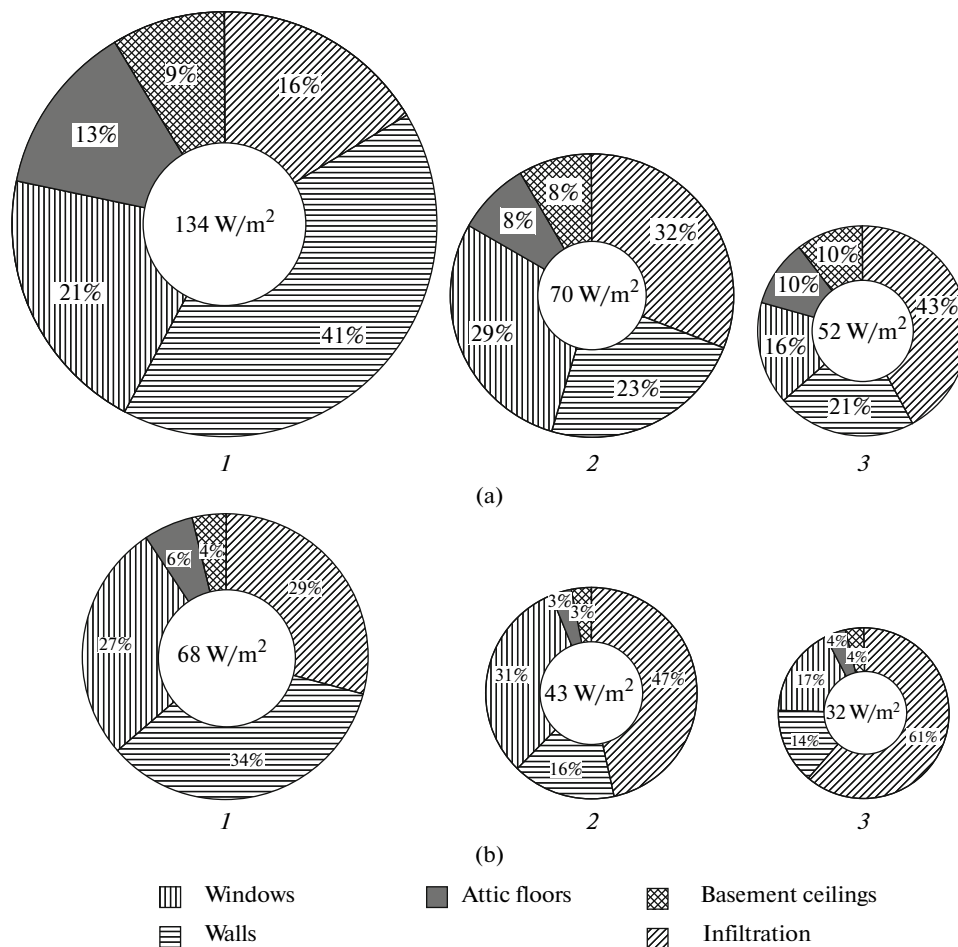 9%
16%
13%
134 W/m²
21%
41%
1
8%
8%
32%
70 W/m²
29%
23%
2
10%
10%
43%
52 W/m²
16%
21%
3
(a)
4%
6%
29%
27%
68 W/m²
34%
1
3%
3%
31%
47%
43 W/m²
16%
2
4%
4%
17%
32 W/m²
14%
61%
3
(b)
Windows
Attic floors
Basement ceilings
Walls
Infiltration